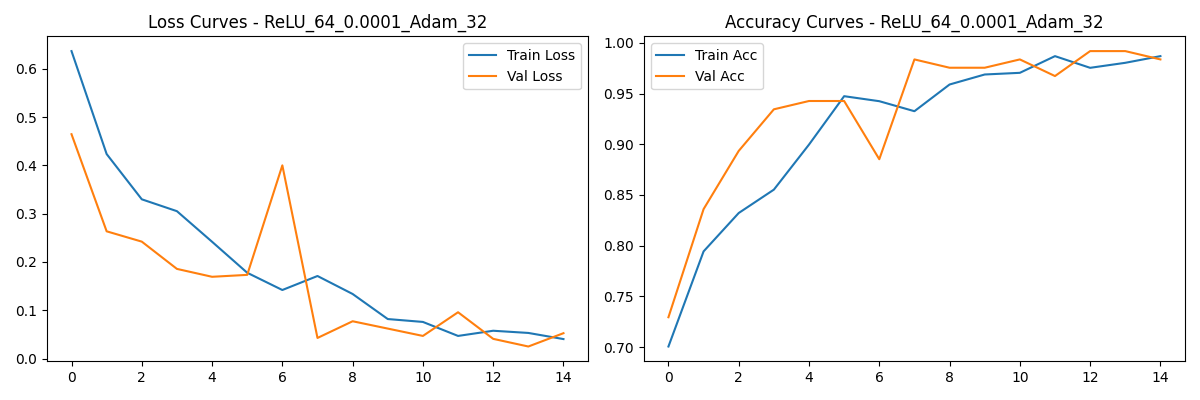 Loss Curves - ReLU_64_0.0001_Adam_32
Train Loss
Val Loss
0.6
0.5
0.4
0.3
0.2
0.1
0.0
0 2 4 6 8 10 12 14
Accuracy Curves - ReLU_64_0.0001_Adam_32
Train Acc
Val Acc
1.00
0.95
0.90
0.85
0.80
0.75
0.70
0 2 4 6 8 10 12 14